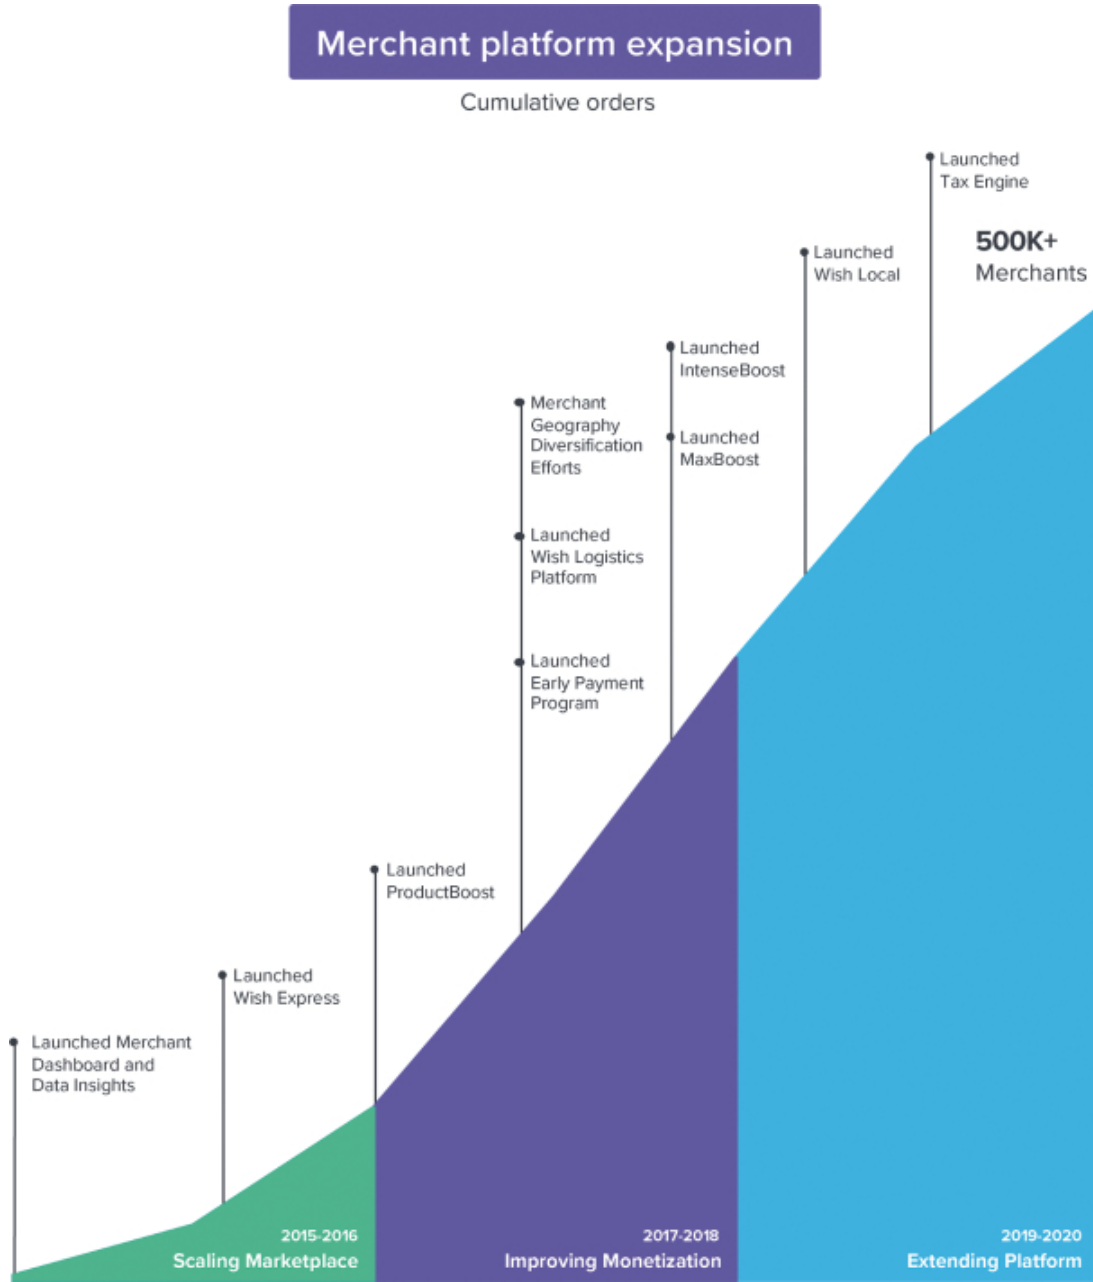 Merchant platform expansion
Cumulative orders
Launched
Tax Engine
500K+
Merchants
Launched
Wish Local
Launched
IntenseBoost
Merchant
Geography
Diversification
Efforts
Launched
MaxBoost
Launched
Wish Logistics
Platform
Launched
Early Payment
Program
Launched
ProductBoost
Launched
Wish Express
Launched Merchant
Dashboard and
Data Insights
2015-2016
Scaling Marketplace
2017-2018
Improving Monetization
2019-2020
Extending Platform